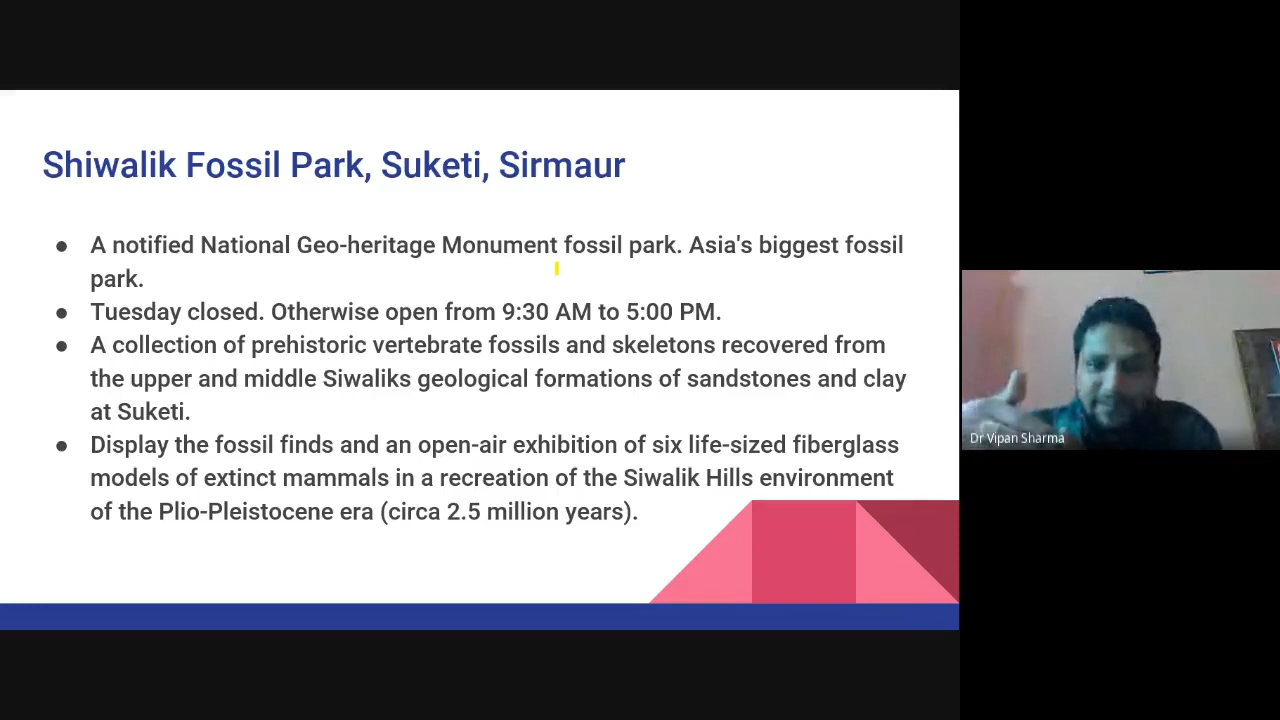 Shiwalik Fossil Park, Suketi, Sirmaur
● A notified National Geo-heritage Monument fossil park. Asia's biggest fossil
park.
● Tuesday closed. Otherwise open from 9:30 AM to 5:00 PM.
● A collection of prehistoric vertebrate fossils and skeletons recovered from
the upper and middle Siwaliks geological formations of sandstones and clay
at Suketi.
● Display the fossil finds and an open-air exhibition of six life-sized fiberglass
models of extinct mammals in a recreation of the Siwalik Hills environment
of the Plio-Pleistocene era (circa 2.5 million years).
Dr Vipan Sharma